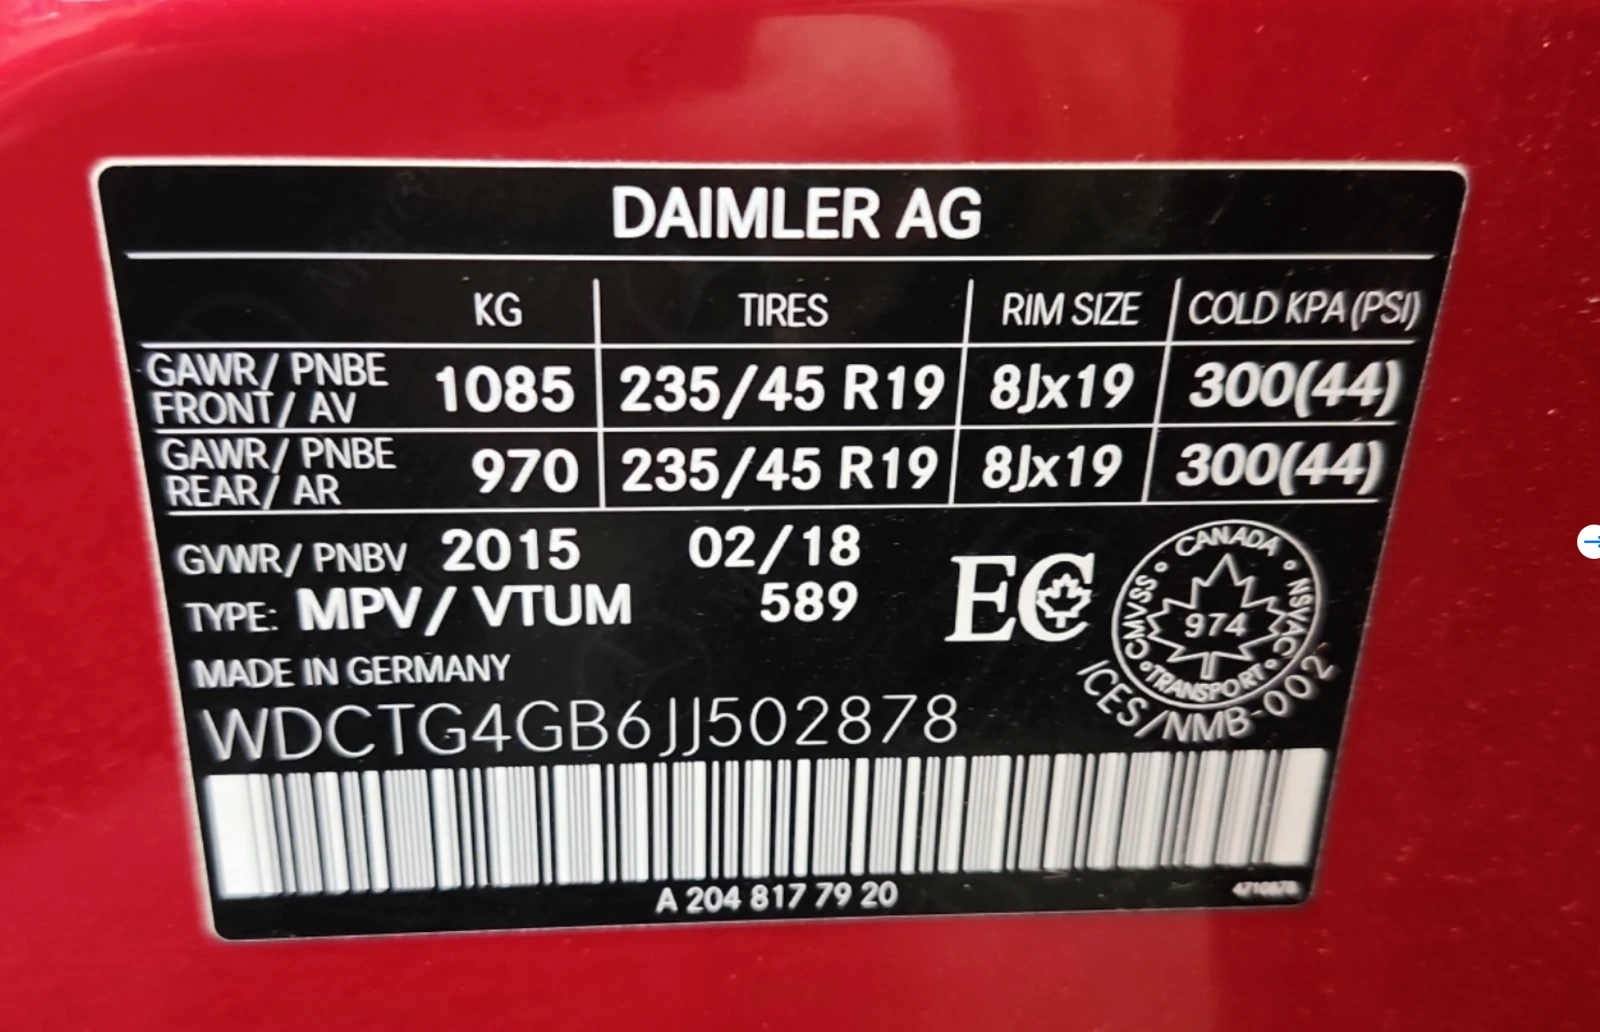 DAIMLER AG
KG TIRES RIM SIZE COLD KPA (PSI)
GAWR/ PNBE FRONT/ AV 1085 235/45 R19 8Jx19 300(44)
GAWR/ PNBE REAR/ AR 970 235/45 R19 8Jx19 300(44)
GVWR/ PNBV 2015 02/18
TYPE: MPV/ VTUM 589
EC
CANADA
CMVSS 974 NSVAC
TRANSPORT
ICES/NMB-002
MADE IN GERMANY
WDCTG4GB6JJ502878
A 204 817 79 20